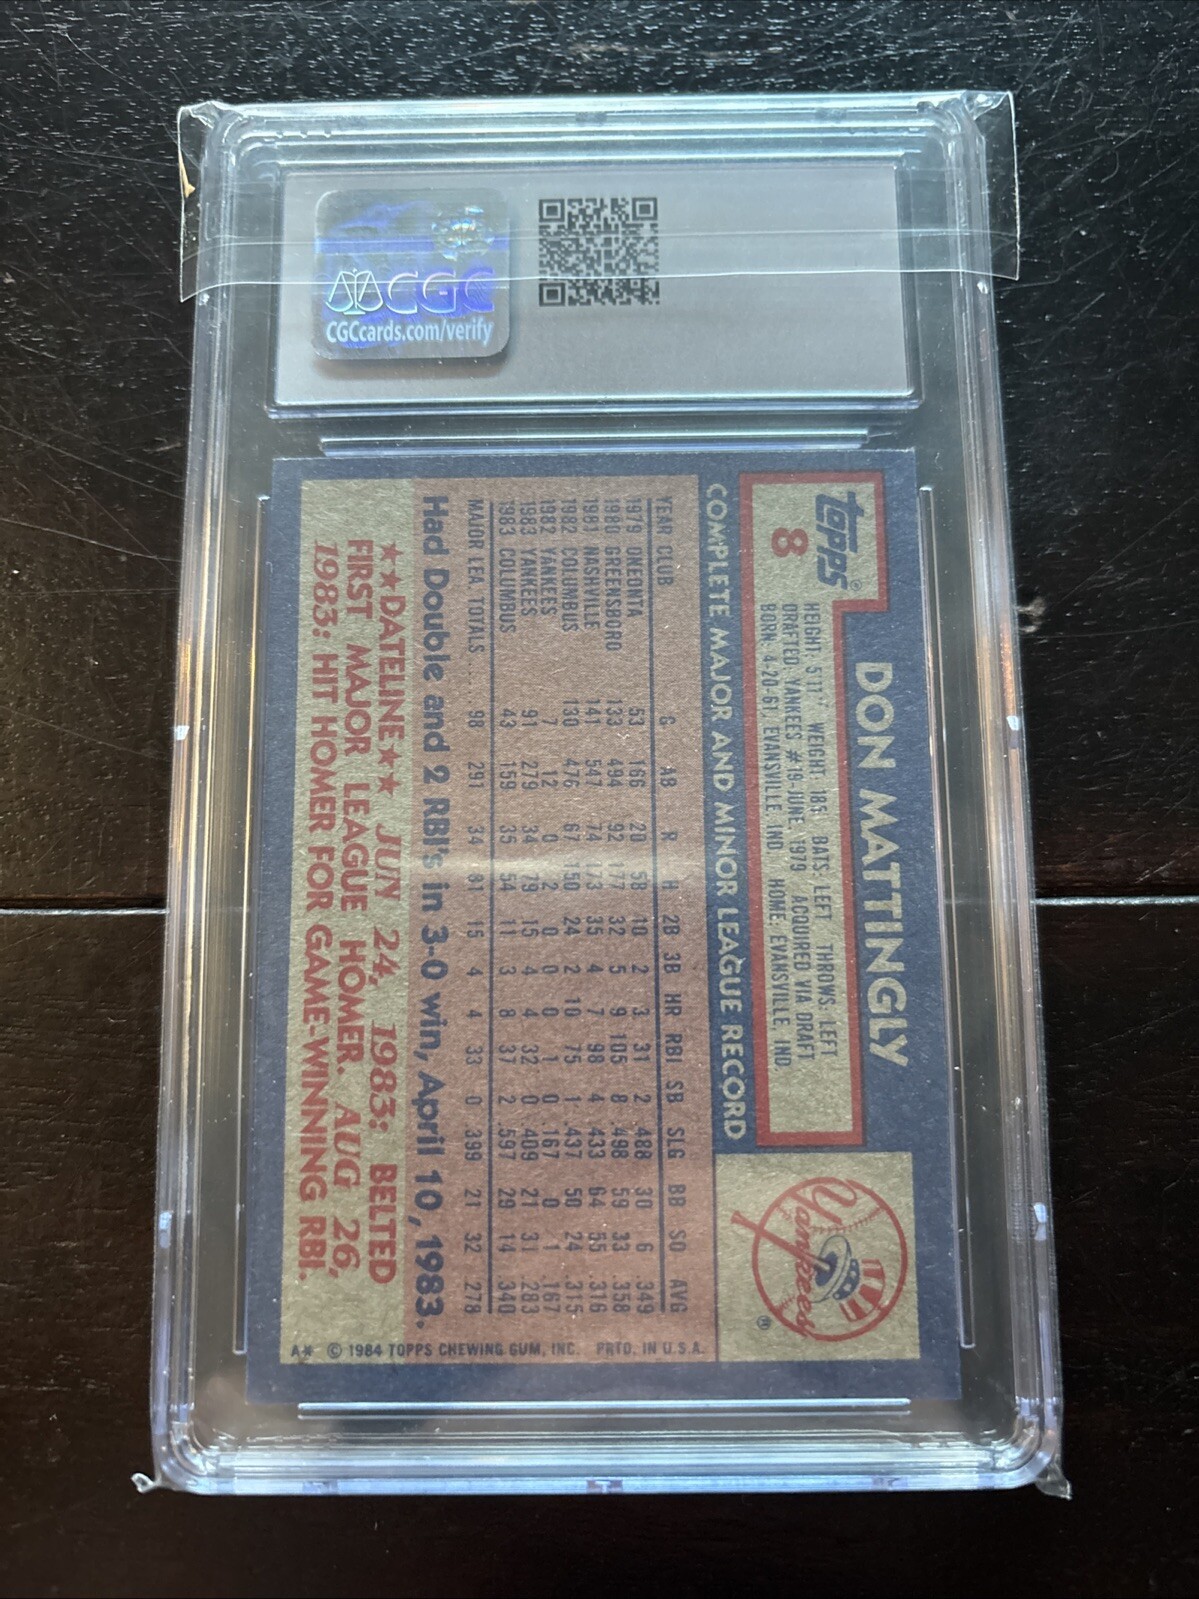 CGC
CGCcards.com/verify
topps®
8
DON MATTINGLY
HEIGHT: 5'11" WEIGHT: 185 BATS: LEFT THROWS: LEFT
DRAFTED: YANKEES #19-JUNE, 1979 ACQUIRED VIA DRAFT
BORN: 4-20-61, EVANSVILLE, IND. HOME: EVANSVILLE, IND.
Yankees
COMPLETE MAJOR AND MINOR LEAGUE RECORD
YEAR CLUB G AB R H 2B 3B HR RBI SB SLG BB SO AVG
1979 ONEONTA 53 166 20 58 10 2 3 31 2 .488 30 6 .349
1980 GREENSBORO 133 494 92 177 32 5 9 105 8 .498 59 33 .358
1981 NASHVILLE 141 547 74 173 35 4 7 98 4 .433 64 55 .316
1982 COLUMBUS 130 476 67 150 24 2 10 75 1 .437 50 24 .315
1982 YANKEES 7 12 0 2 0 0 0 1 0 .167 0 1 .167
1983 YANKEES 91 279 34 79 15 4 4 32 0 .409 21 31 .283
1983 COLUMBUS 43 159 35 54 11 3 8 37 2 .597 29 14 .340
MAJOR LEA. TOTALS .... 98 291 34 81 15 4 4 33 0 .399 21 32 .278
Had Double and 2 RBI's in 3-0 win, April 10, 1983.
★★DATELINE★★ JUN 24, 1983: BELTED
FIRST MAJOR LEAGUE HOMER. AUG 26,
1983: HIT HOMER FOR GAME-WINNING RBI.
A* © 1984 TOPPS CHEWING GUM, INC. PRTD. IN U.S.A.